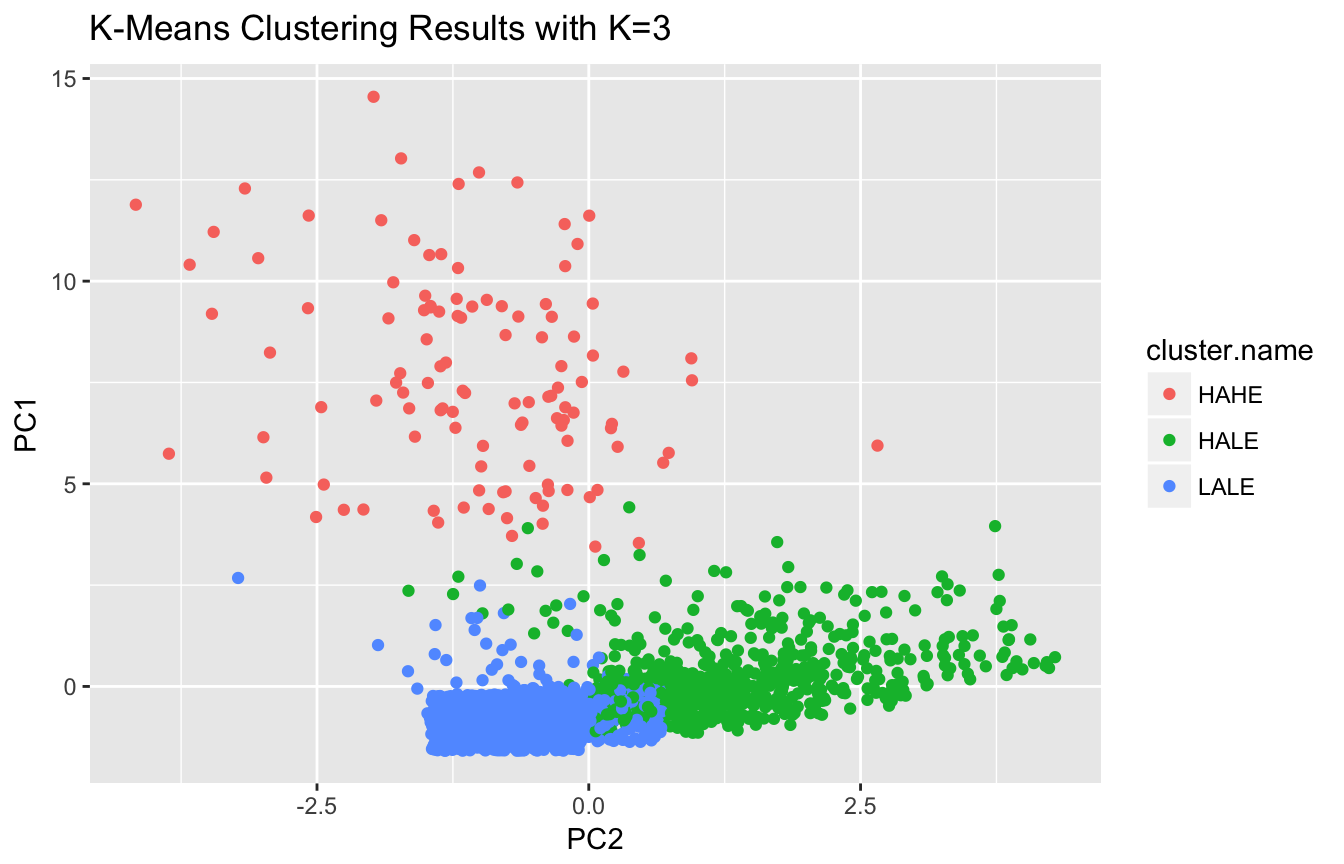 K-Means Clustering Results with K=3
15
10
5
0
PC1
-2.5
0.0
2.5
PC2
cluster.name
HAHE
HALE
LALE